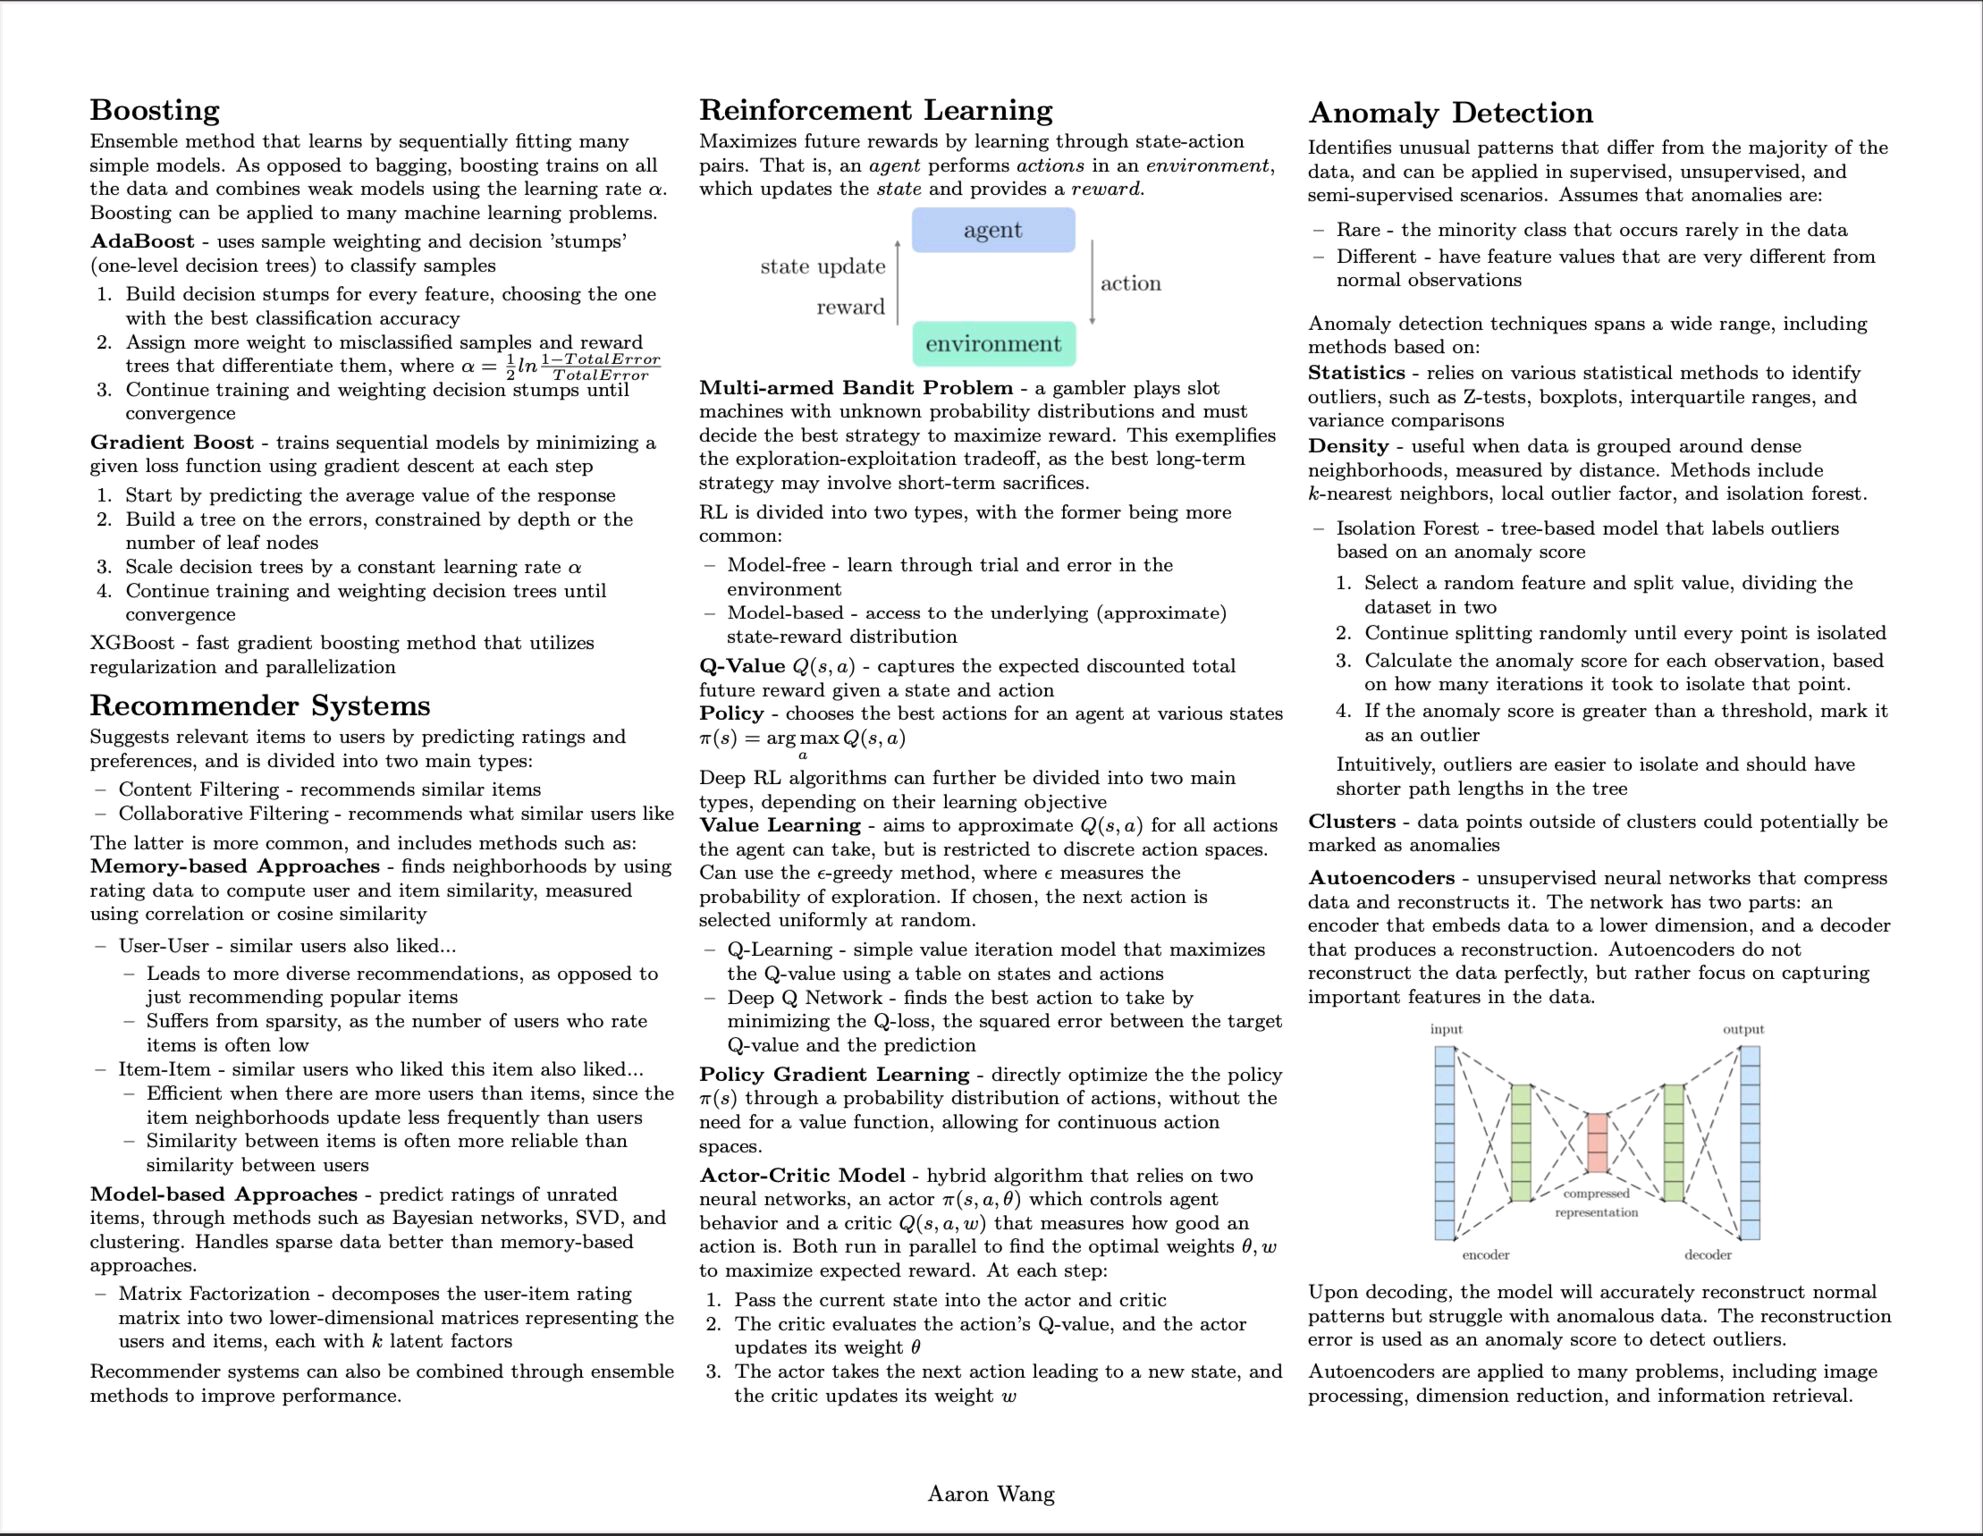 Boosting
Ensemble method that learns by sequentially fitting many
simple models. As opposed to bagging, boosting trains on all
the data and combines weak models using the learning rate α.
Boosting can be applied to many machine learning problems.
AdaBoost - uses sample weighting and decision ’stumps’
(one-level decision trees) to classify samples
1. Build decision stumps for every feature, choosing the one
with the best classification accuracy
2. Assign more weight to misclassified samples and reward
trees that differentiate them, where α = 1/2 ln (1−TotalError)/TotalError
3. Continue training and weighting decision stumps until
convergence
Gradient Boost - trains sequential models by minimizing a
given loss function using gradient descent at each step
1. Start by predicting the average value of the response
2. Build a tree on the errors, constrained by depth or the
number of leaf nodes
3. Scale decision trees by a constant learning rate α
4. Continue training and weighting decision trees until
convergence
XGBoost - fast gradient boosting method that utilizes
regularization and parallelization
Recommender Systems
Suggests relevant items to users by predicting ratings and
preferences, and is divided into two main types:
– Content Filtering - recommends similar items
– Collaborative Filtering - recommends what similar users like
The latter is more common, and includes methods such as:
Memory-based Approaches - finds neighborhoods by using
rating data to compute user and item similarity, measured
using correlation or cosine similarity
– User-User - similar users also liked...
– Leads to more diverse recommendations, as opposed to
just recommending popular items
– Suffers from sparsity, as the number of users who rate
items is often low
– Item-Item - similar users who liked this item also liked...
– Efficient when there are more users than items, since the
item neighborhoods update less frequently than users
– Similarity between items is often more reliable than
similarity between users
Model-based Approaches - predict ratings of unrated
items, through methods such as Bayesian networks, SVD, and
clustering. Handles sparse data better than memory-based
approaches.
– Matrix Factorization - decomposes the user-item rating
matrix into two lower-dimensional matrices representing the
users and items, each with k latent factors
Recommender systems can also be combined through ensemble
methods to improve performance.
Reinforcement Learning
Maximizes future rewards by learning through state-action
pairs. That is, an agent performs actions in an environment,
which updates the state and provides a reward.
agent
state update
reward
action
environment
Multi-armed Bandit Problem - a gambler plays slot
machines with unknown probability distributions and must
decide the best strategy to maximize reward. This exemplifies
the exploration-exploitation tradeoff, as the best long-term
strategy may involve short-term sacrifices.
RL is divided into two types, with the former being more
common:
– Model-free - learn through trial and error in the
environment
– Model-based - access to the underlying (approximate)
state-reward distribution
Q-Value Q(s, a) - captures the expected discounted total
future reward given a state and action
Policy - chooses the best actions for an agent at various states
π(s) = arg max Q(s, a)
a
Deep RL algorithms can further be divided into two main
types, depending on their learning objective
Value Learning - aims to approximate Q(s, a) for all actions
the agent can take, but is restricted to discrete action spaces.
Can use the ϵ-greedy method, where ϵ measures the
probability of exploration. If chosen, the next action is
selected uniformly at random.
– Q-Learning - simple value iteration model that maximizes
the Q-value using a table on states and actions
– Deep Q Network - finds the best action to take by
minimizing the Q-loss, the squared error between the target
Q-value and the prediction
Policy Gradient Learning - directly optimize the the policy
π(s) through a probability distribution of actions, without the
need for a value function, allowing for continuous action
spaces.
Actor-Critic Model - hybrid algorithm that relies on two
neural networks, an actor π(s, a, θ) which controls agent
behavior and a critic Q(s, a, w) that measures how good an
action is. Both run in parallel to find the optimal weights θ, w
to maximize expected reward. At each step:
1. Pass the current state into the actor and critic
2. The critic evaluates the action’s Q-value, and the actor
updates its weight θ
3. The actor takes the next action leading to a new state, and
the critic updates its weight w
Anomaly Detection
Identifies unusual patterns that differ from the majority of the
data, and can be applied in supervised, unsupervised, and
semi-supervised scenarios. Assumes that anomalies are:
– Rare - the minority class that occurs rarely in the data
– Different - have feature values that are very different from
normal observations
Anomaly detection techniques spans a wide range, including
methods based on:
Statistics - relies on various statistical methods to identify
outliers, such as Z-tests, boxplots, interquartile ranges, and
variance comparisons
Density - useful when data is grouped around dense
neighborhoods, measured by distance. Methods include
k-nearest neighbors, local outlier factor, and isolation forest.
– Isolation Forest - tree-based model that labels outliers
based on an anomaly score
1. Select a random feature and split value, dividing the
dataset in two
2. Continue splitting randomly until every point is isolated
3. Calculate the anomaly score for each observation, based
on how many iterations it took to isolate that point.
4. If the anomaly score is greater than a threshold, mark it
as an outlier
Intuitively, outliers are easier to isolate and should have
shorter path lengths in the tree
Clusters - data points outside of clusters could potentially be
marked as anomalies
Autoencoders - unsupervised neural networks that compress
data and reconstructs it. The network has two parts: an
encoder that embeds data to a lower dimension, and a decoder
that produces a reconstruction. Autoencoders do not
reconstruct the data perfectly, but rather focus on capturing
important features in the data.
input
output
compressed
representation
encoder
decoder
Upon decoding, the model will accurately reconstruct normal
patterns but struggle with anomalous data. The reconstruction
error is used as an anomaly score to detect outliers.
Autoencoders are applied to many problems, including image
processing, dimension reduction, and information retrieval.
Aaron Wang